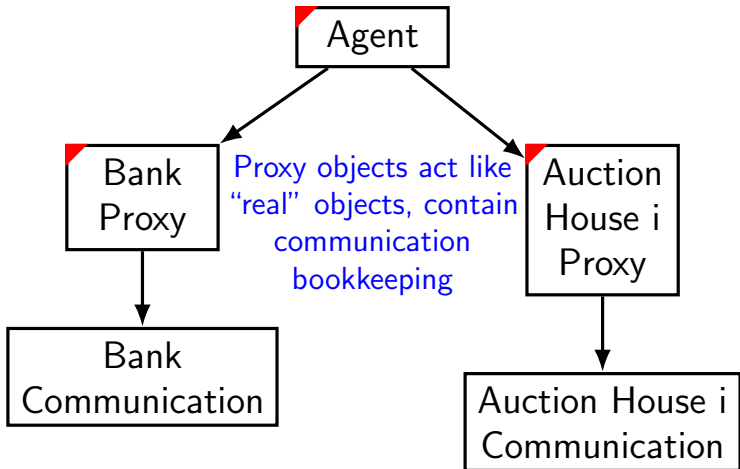 Agent
Bank
Proxy
Proxy objects act like
“real” objects, contain
communication
bookkeeping
Auction
House i
Proxy
Bank
Communication
Auction House i
Communication